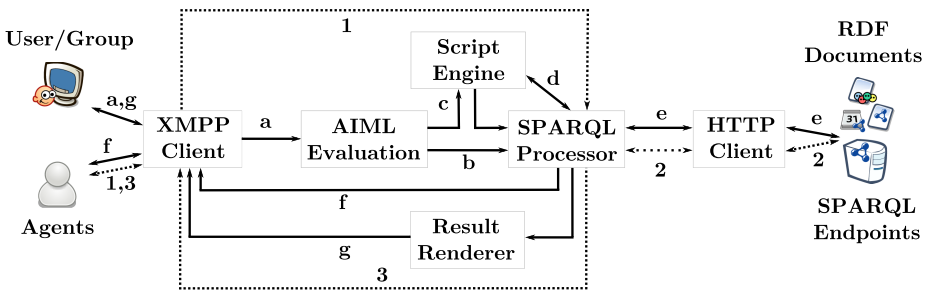 User/Group
a,g
f
1,3
Agents
XMPP
Client
a
1
AIML
Evaluation
c
b
Script
Engine
d
SPARQL
Processor
f
Result
Renderer
g
3
e
2
HTTP
Client
e
2
RDF
Documents
31
SPARQL
Endpoints